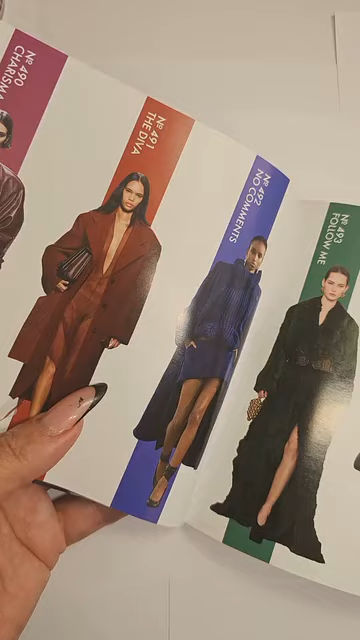 Nº 490
CHARISMA
Nº 491
THE DIVA
Nº 492
NO COMMENTS
Nº 493
FOLLOW ME